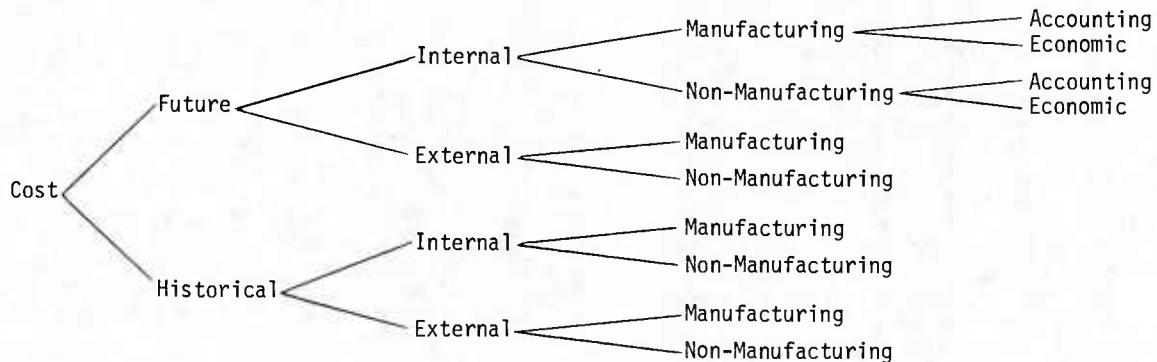 Cost
Future
Internal
Manufacturing
Accounting
Economic
Non-Manufacturing
Accounting
Economic
External
Manufacturing
Non-Manufacturing
Historical
Internal
Manufacturing
Non-Manufacturing
External
Manufacturing
Non-Manufacturing